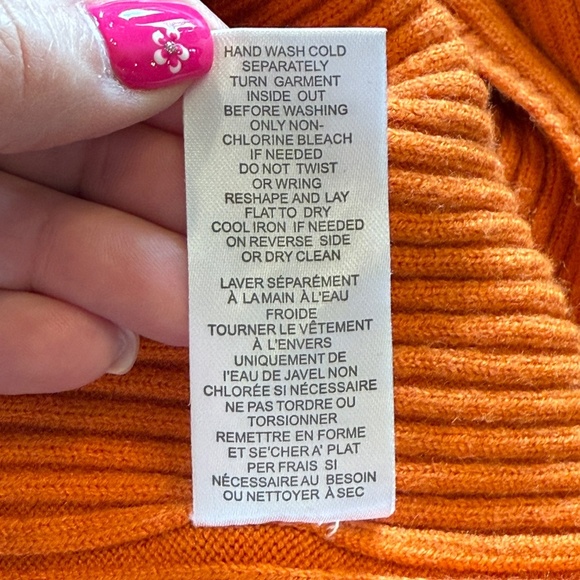 HAND WASH COLD
SEPARATELY
TURN GARMENT
INSIDE OUT
BEFORE WASHING
ONLY NON-
CHLORINE BLEACH
IF NEEDED
DO NOT TWIST
OR WRING
RESHAPE AND LAY
FLAT TO DRY
COOL IRON IF NEEDED
ON REVERSE SIDE
OR DRY CLEAN
LAVER SÉPARÉMENT
À LA MAIN À L'EAU
FROIDE
TOURNER LE VÊTEMENT
À L'ENVERS
UNIQUEMENT DE
I'EAU DE JAVEL NON
CHLORÉE SI NÉCESSAIRE
NE PAS TORDRE OU
TORSIONNER
REMETTRE EN FORME
ET SE'CHER A' PLAT
PER FRAIS SI
NÉCESSAIRE AU BESOIN
OU NETTOYER À SEC